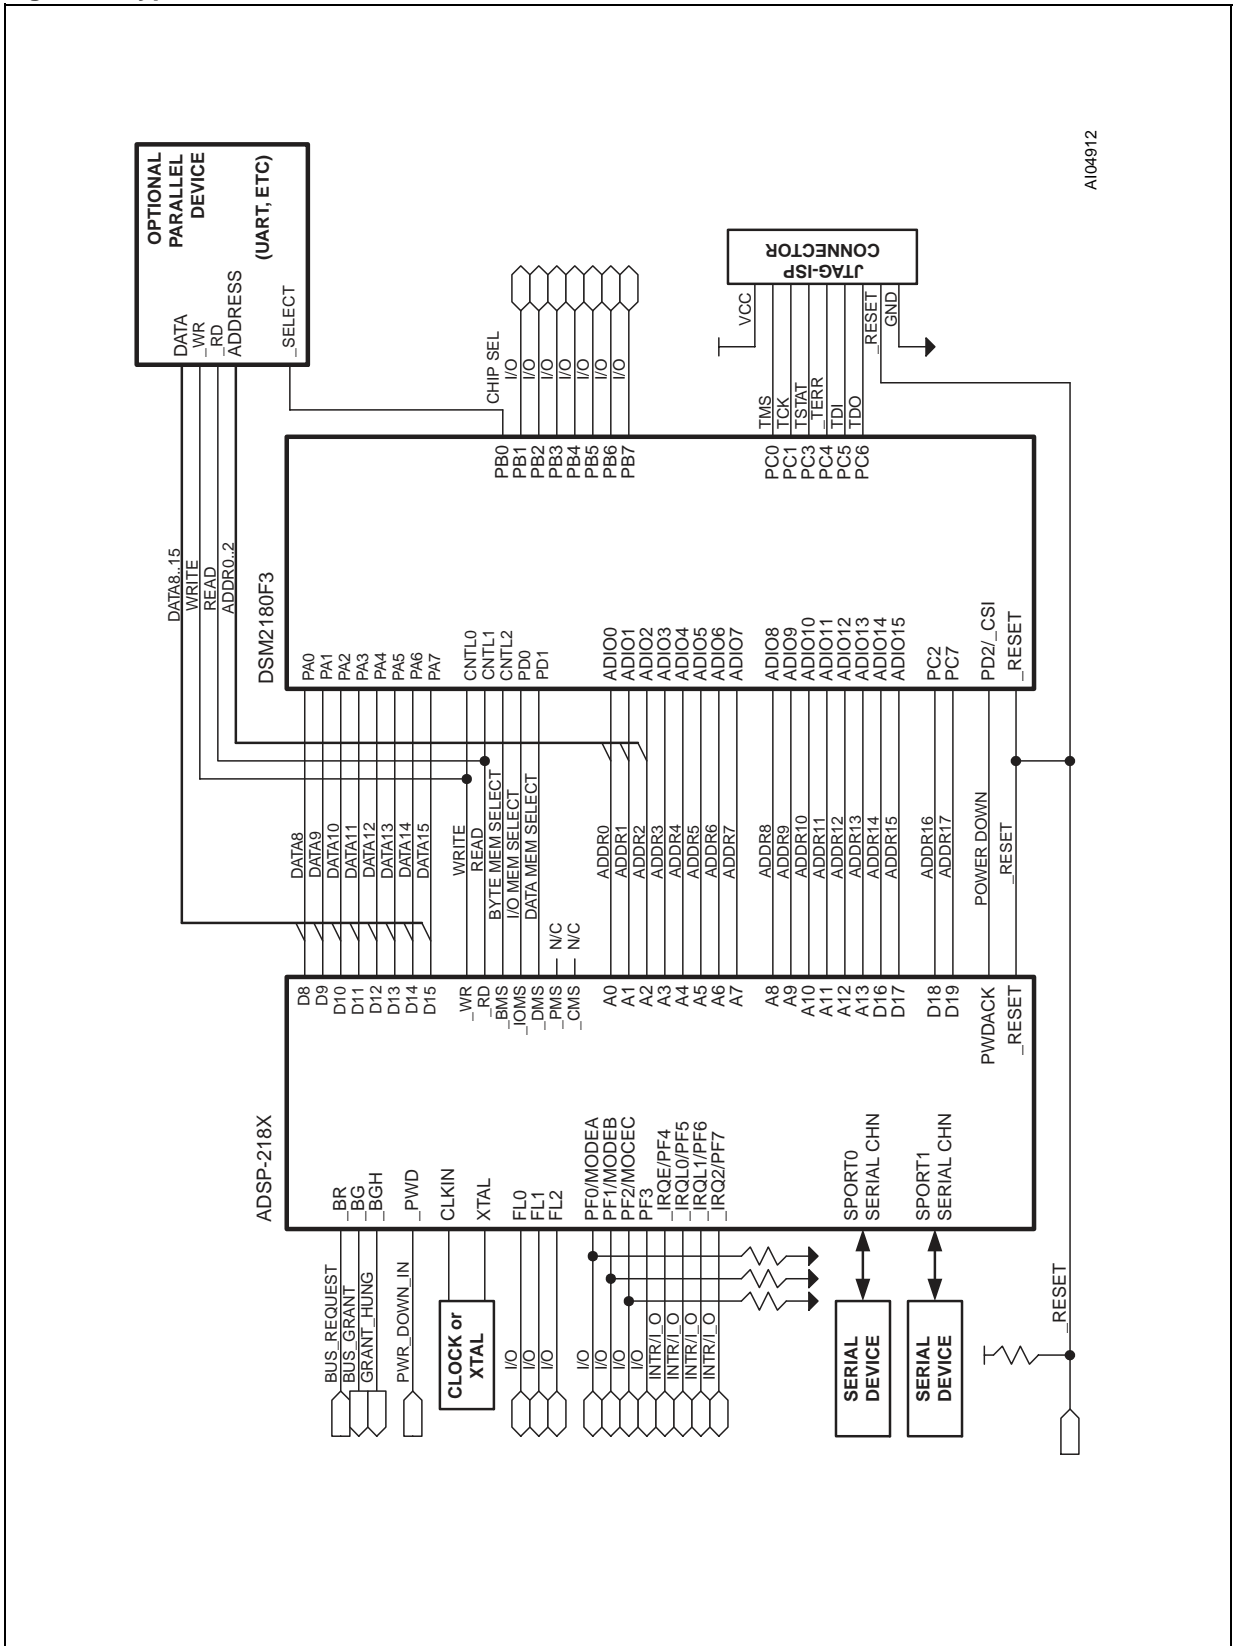 ADSP-218X
BUS_REQUEST
_BR
BUS_GRANT
_BG
GRANT_HUNG
_BGH
PWR_DOWN_IN
_PWD
CLOCK or
XTAL
CLKIN
XTAL
I/O
FL0
I/O
FL1
I/O
FL2
I/O
PF0/MODEA
I/O
PF1/MODEB
I/O
PF2/MOCEC
I/O
PF3
INTR/I_O
_IRQE/PF4
INTR/I_O
_IRQL0/PF5
INTR/I_O
_IRQL1/PF6
INTR/I_O
_IRQ2/PF7
SERIAL
DEVICE
SPORT0
SERIAL CHN
SERIAL
DEVICE
SPORT1
SERIAL CHN
_RESET
D8
DATA8
PA0
D9
DATA9
PA1
D10
DATA10
PA2
D11
DATA11
PA3
D12
DATA12
PA4
D13
DATA13
PA5
D14
DATA14
PA6
D15
DATA15
PA7
_WR
WRITE
CNTL0
_RD
READ
CNTL1
_BMS
BYTE MEM SELECT
CNTL2
_IOMS
I/O MEM SELECT
PD0
_DMS
DATA MEM SELECT
PD1
_PMS
N/C
_CMS
N/C
A0
ADDR0
ADIO0
A1
ADDR1
ADIO1
A2
ADDR2
ADIO2
A3
ADDR3
ADIO3
A4
ADDR4
ADIO4
A5
ADDR5
ADIO5
A6
ADDR6
ADIO6
A7
ADDR7
ADIO7
A8
ADDR8
ADIO8
A9
ADDR9
ADIO9
A10
ADDR10
ADIO10
A11
ADDR11
ADIO11
A12
ADDR12
ADIO12
A13
ADDR13
ADIO13
D16
ADDR14
ADIO14
D17
ADDR15
ADIO15
D18
ADDR16
PC2
D19
ADDR17
PC7
PWDACK
POWER DOWN
PD2/_CSI
_RESET
_RESET
_RESET
DSM2180F3
DATA8..15
WRITE
READ
ADDR0..2
OPTIONAL
PARALLEL
DEVICE
(UART, ETC)
DATA
_WR
_RD
ADDRESS
_SELECT
CHIP SEL
PB0
PB1
I/O
PB2
I/O
PB3
I/O
PB4
I/O
PB5
I/O
PB6
I/O
PB7
I/O
PC0
TMS
PC1
TCK
PC3
TSTAT
PC4
_TERR
PC5
TDI
PC6
TDO
VCC
_RESET
GND
JTAG-ISP
CONNECTOR
AI04912